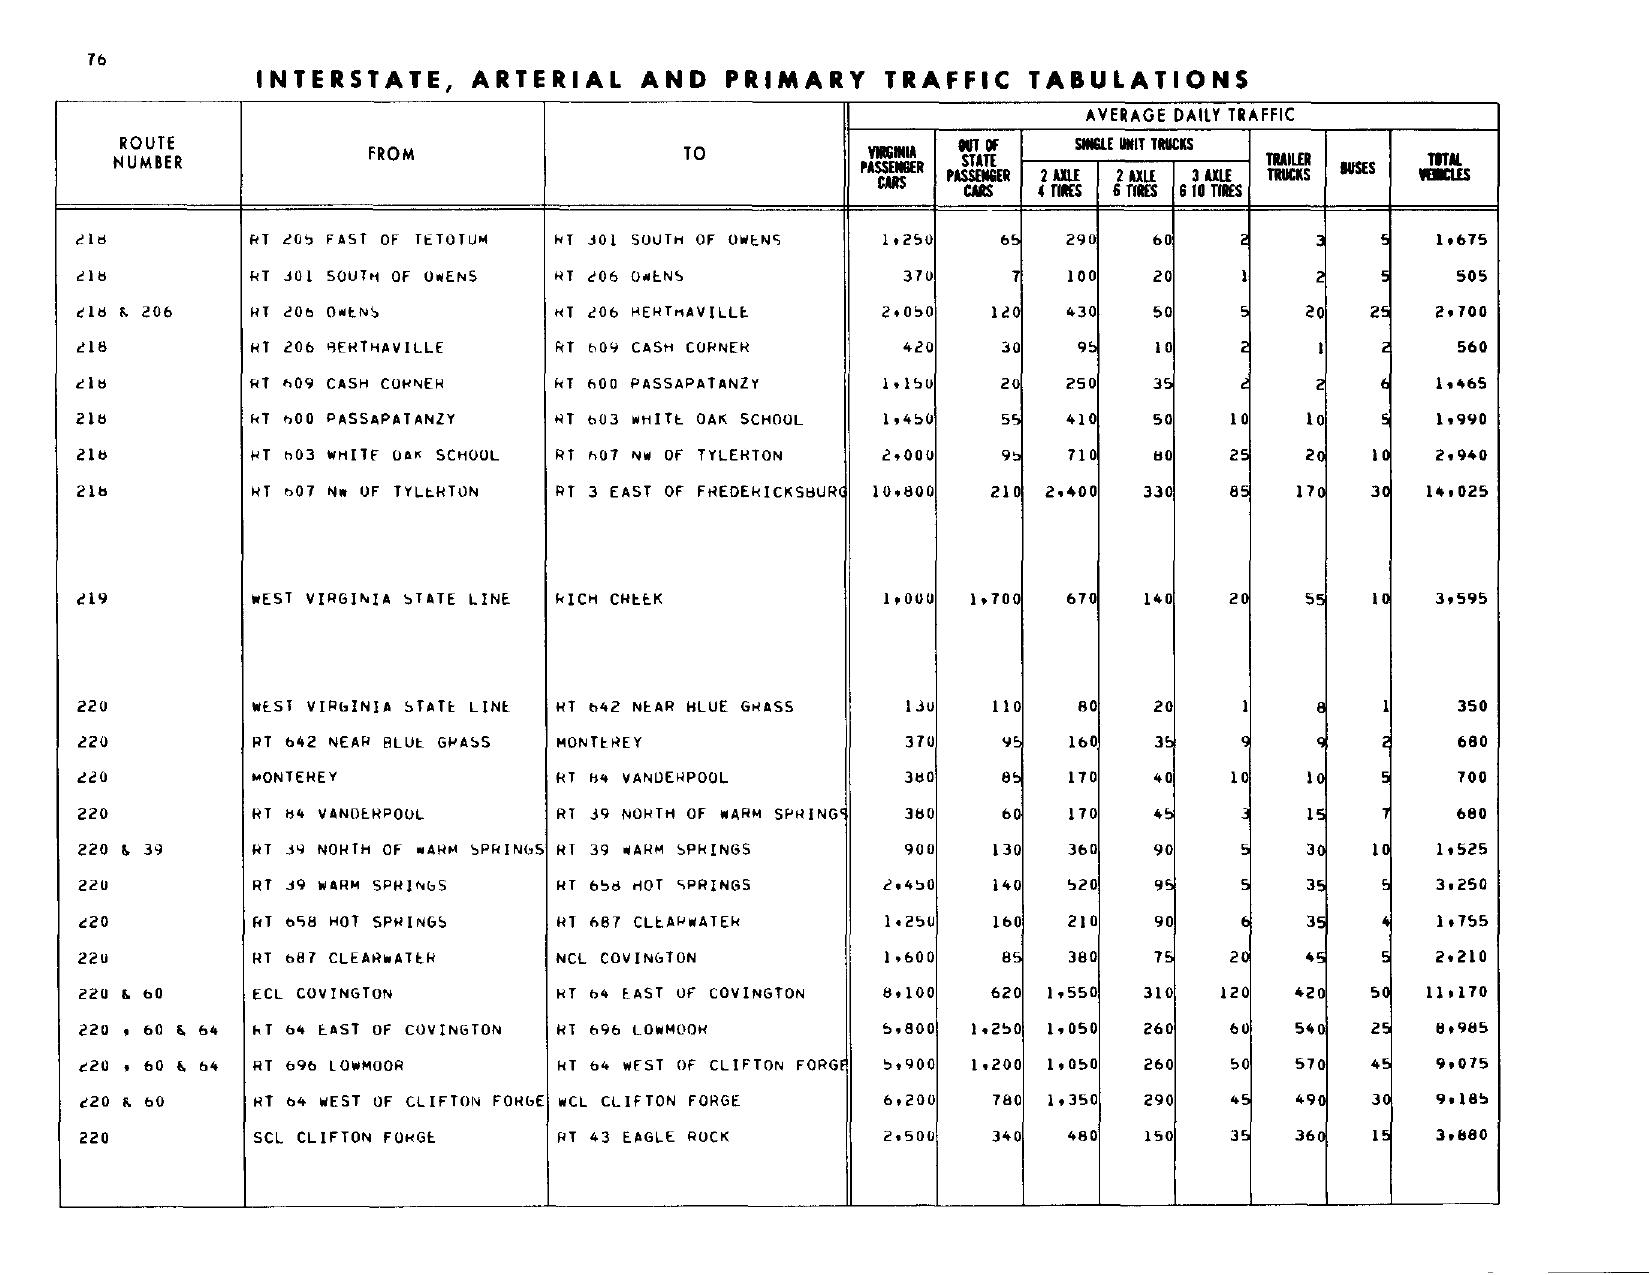 76
INTERSTATE, ARTERIAL AND PRIMARY TRAFFIC TABULATIONS
AVERAGE DAILY TRAFFIC
ROUTE NUMBER FROM TO VIRGINIA PASSENGER CARS OUT OF STATE PASSENGER CARS SINGLE UNIT TRUCKS 2 AXLE 4 TIRES 2 AXLE 6 TIRES 3 AXLE 6 10 TIRES TRAILER TRUCKS BUSES TOTAL VEHICLES
218 RT 205 EAST OF TETOTUM RT 301 SOUTH OF OWENS 1,250 65 290 60 2 3 5 1,675
218 RT 301 SOUTH OF OWENS RT 206 OWENS 370 7 100 20 1 2 5 505
218 & 206 RT 206 OWENS RT 206 BERTHAVILLE 2,050 120 430 50 5 20 25 2,700
218 RT 206 BERTHAVILLE RT 609 CASH CORNER 420 30 95 10 2 1 2 560
218 RT 609 CASH CORNER RT 600 PASSAPATANZY 1,150 20 250 35 2 2 6 1,465
218 RT 600 PASSAPATANZY RT 603 WHITE OAK SCHOOL 1,450 55 410 50 10 10 5 1,990
218 RT 603 WHITE OAK SCHOOL RT 607 NW OF TYLERTON 2,000 95 710 80 25 20 10 2,940
218 RT 607 NW OF TYLERTON RT 3 EAST OF FREDERICKSBURG 10,800 210 2,400 330 85 170 30 14,025
219 WEST VIRGINIA STATE LINE RICH CREEK 1,000 1,700 670 140 20 55 10 3,595
220 WEST VIRGINIA STATE LINE RT 642 NEAR BLUE GRASS 130 110 80 20 1 8 1 350
220 RT 642 NEAR BLUE GRASS MONTEREY 370 95 160 35 9 9 2 680
220 MONTEREY RT 84 VANDERPOOL 380 85 170 40 10 10 5 700
220 RT 84 VANDERPOOL RT 39 NORTH OF WARM SPRINGS 380 60 170 45 3 15 7 680
220 & 39 RT 39 NORTH OF WARM SPRINGS RT 39 WARM SPRINGS 900 130 360 90 5 30 10 1,525
220 RT 39 WARM SPRINGS RT 658 HOT SPRINGS 2,450 140 520 95 5 35 5 3,250
220 RT 658 HOT SPRINGS RT 687 CLEARWATER 1,250 160 210 90 6 35 4 1,755
220 RT 687 CLEARWATER NCL COVINGTON 1,600 85 380 75 20 45 5 2,210
220 & 60 ECL COVINGTON RT 64 EAST OF COVINGTON 8,100 620 1,550 310 120 420 50 11,170
220 , 60 & 64 RT 64 EAST OF COVINGTON RT 696 LOWMOOR 5,800 1,250 1,050 260 60 540 25 8,985
220 , 60 & 64 RT 696 LOWMOOR RT 64 WEST OF CLIFTON FORGE 5,900 1,200 1,050 260 50 570 45 9,075
220 & 60 RT 64 WEST OF CLIFTON FORGE WCL CLIFTON FORGE 6,200 780 1,350 290 45 490 30 9,185
220 SCL CLIFTON FORGE RT 43 EAGLE ROCK 2,500 340 480 150 35 360 15 3,880